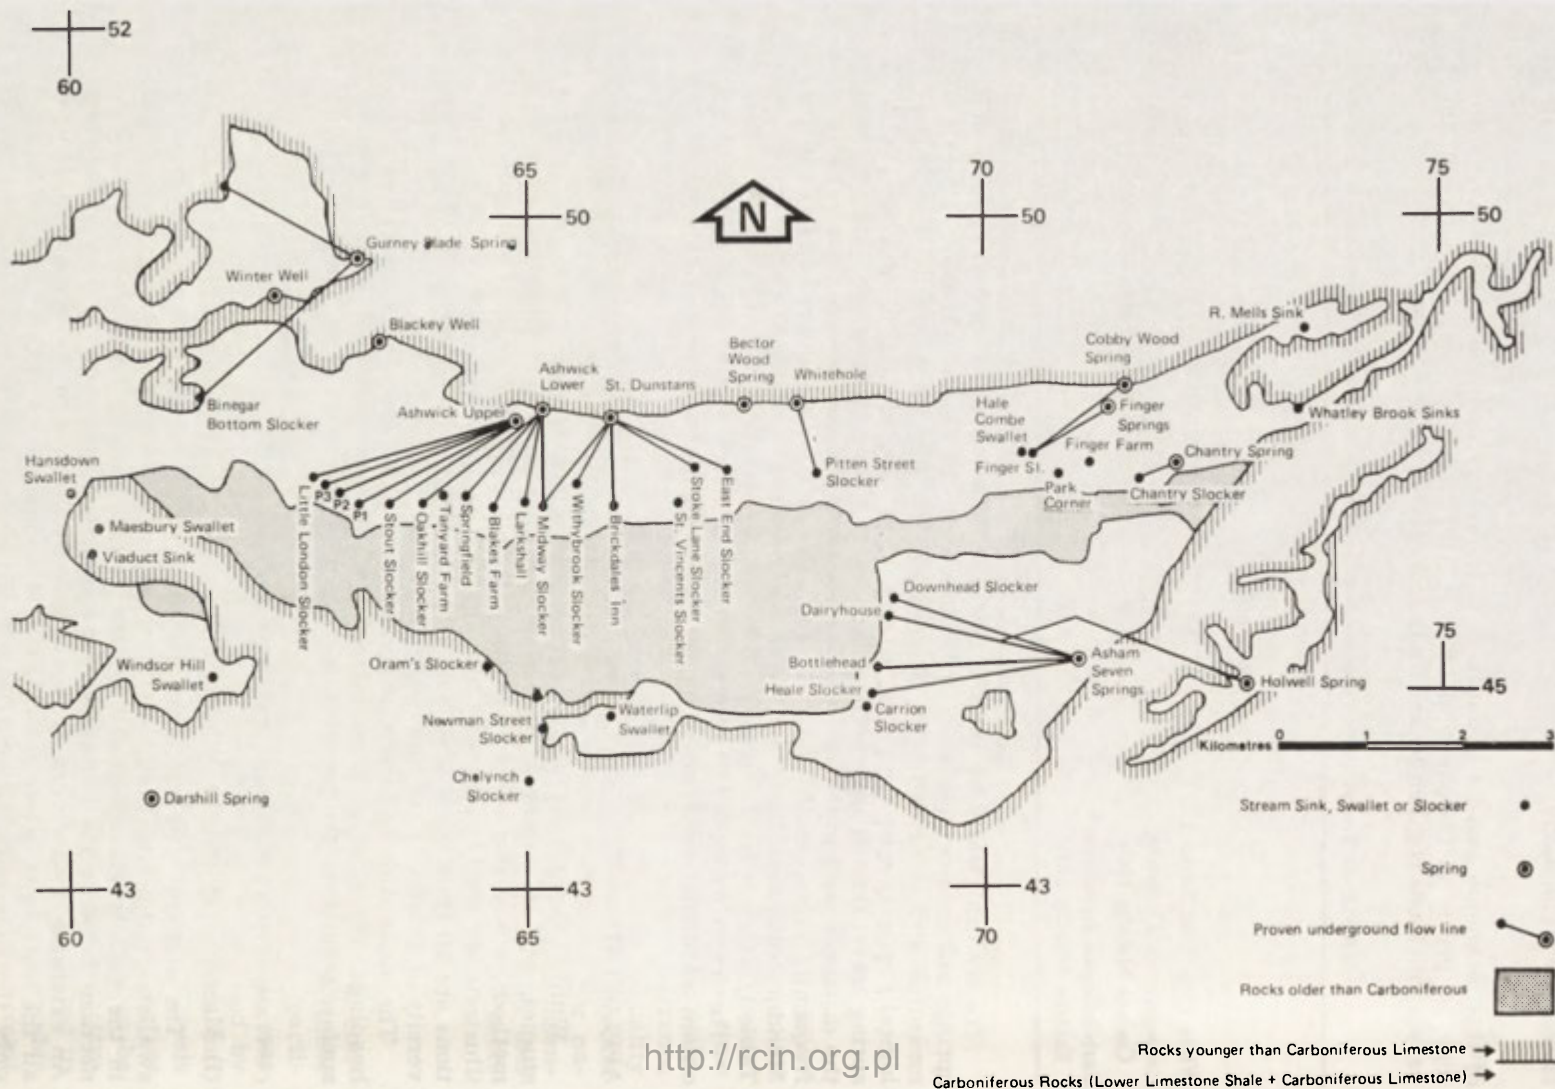 52
60
65
50
70
50
75
50
Gurney Slade Spring
Winter Well
Blackey Well
R. Mells Sink
Cobby Wood
Spring
Bector
Wood
Spring
Whitehole
Ashwick
Lower
St. Dunstans
Ashwick Upper
Binegar
Bottom Slocker
Hale
Combe
Swallet
Finger
Springs
Whatley Brook Sinks
Finger Farm
Chantry Spring
Finger St.
Park
Corner
Chantry Slocker
Pitten Street
Slocker
Hansdown
Swallet
Maesbury Swallet
Viaduct Sink
P3
P2
P1
Little London Slocker
Stout Slocker
Oakhill Slocker
Tanyard Farm
Springfield
Blakes Farm
Larkshall
Midway Slocker
Withybrook Slocker
Brickdales Inn
St. Vincents Slocker
Stoke Lane Slocker
East End Slocker
Downhead Slocker
Dairyhouse
Bottlehead
Heale Slocker
Carrion
Slocker
Asham
Seven
Springs
75
45
Holwell Spring
Windsor Hill
Swallet
Oram's Slocker
Newman Street
Slocker
Waterlip
Swallet
Chelynch
Slocker
Darshill Spring
0 1 2 3
Kilometres
Stream Sink, Swallet or Slocker
Spring
Proven underground flow line
Rocks older than Carboniferous
Rocks younger than Carboniferous Limestone
Carboniferous Rocks (Lower Limestone Shale + Carboniferous Limestone)
43
60
43
65
43
70
http://rcin.org.pl